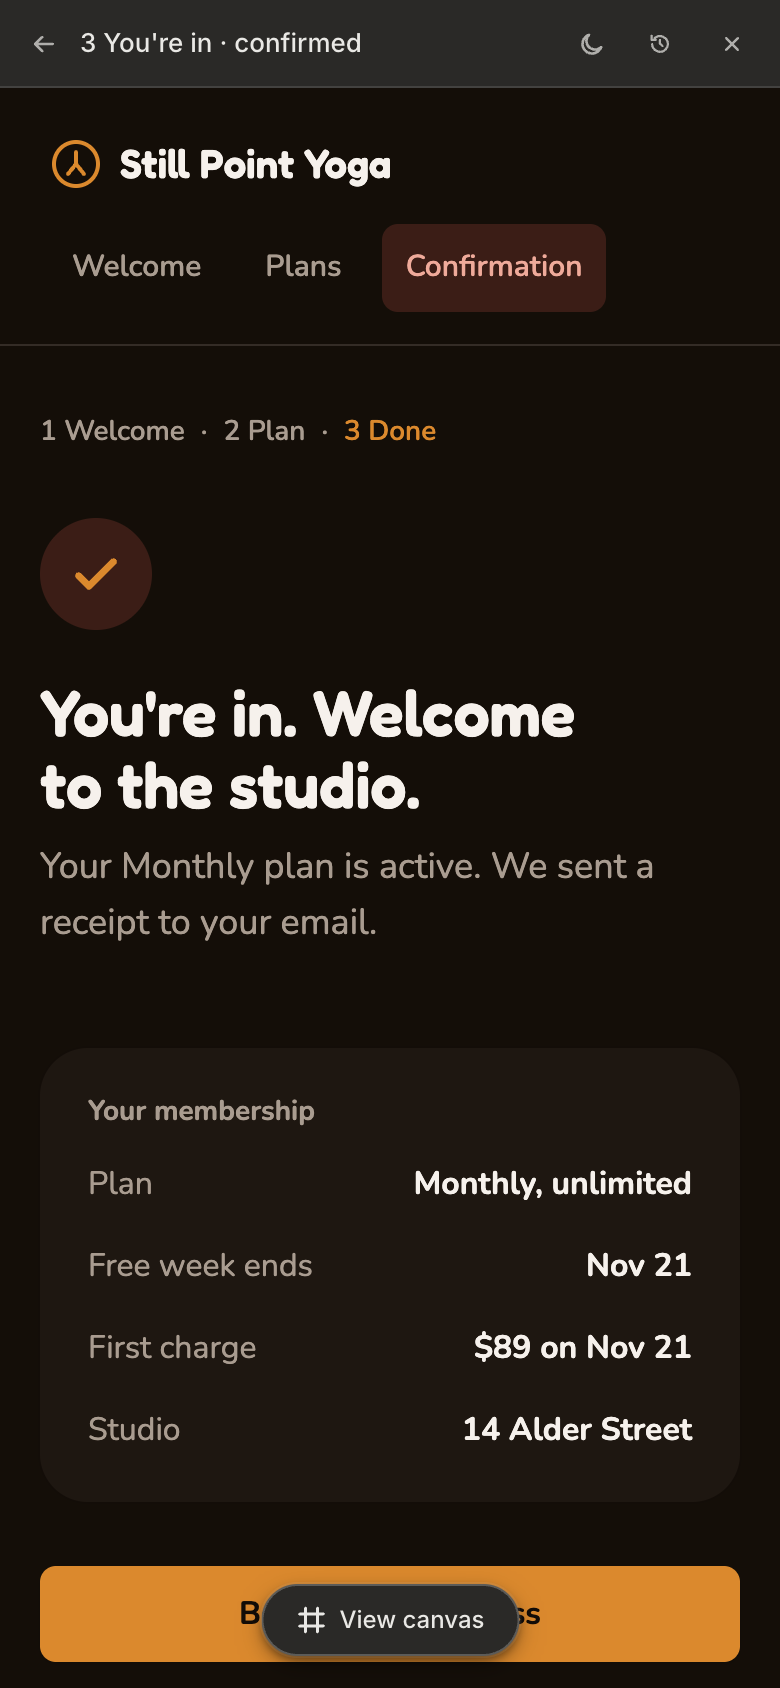 3 You're in · confirmed
Still Point Yoga
Welcome Plans Confirmation
1 Welcome · 2 Plan · 3 Done
You're in. Welcome
to the studio.
Your Monthly plan is active. We sent a
receipt to your email.
Your membership
Plan Monthly, unlimited
Free week ends Nov 21
First charge $89 on Nov 21
Studio 14 Alder Street
View canvas